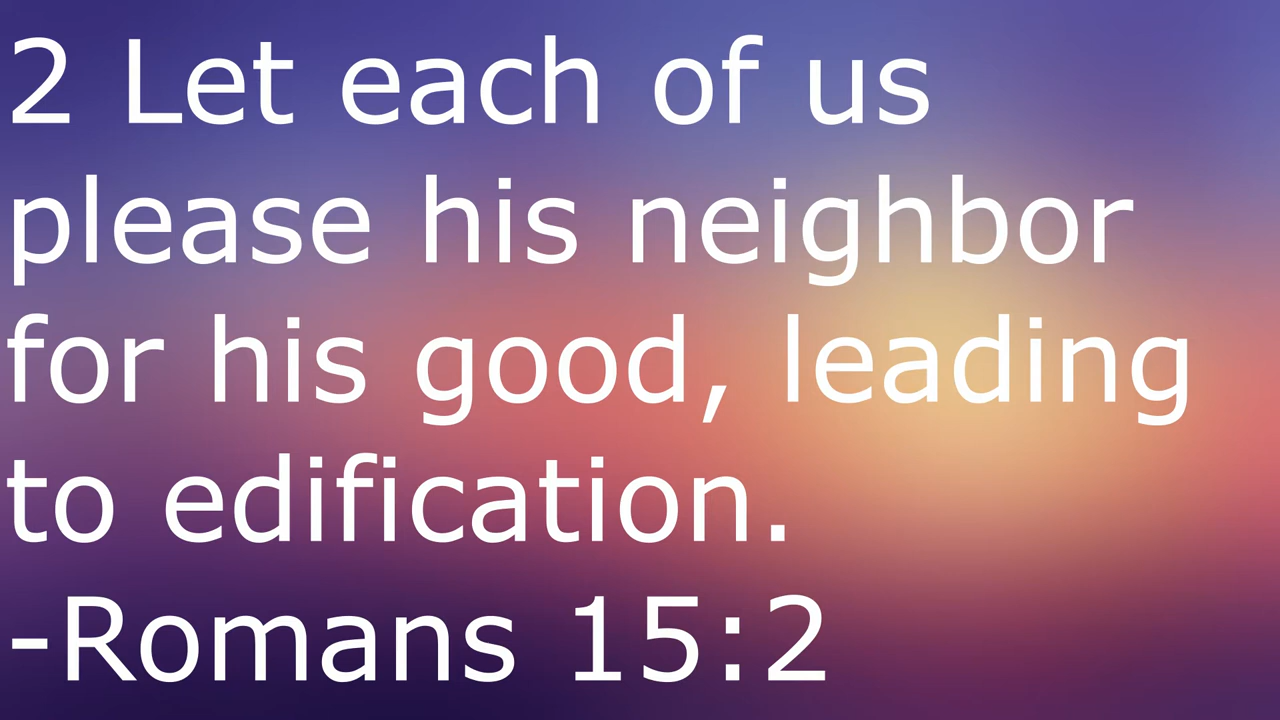 2 Let each of us
please his neighbor
for his good, leading
to edification.
-Romans 15:2